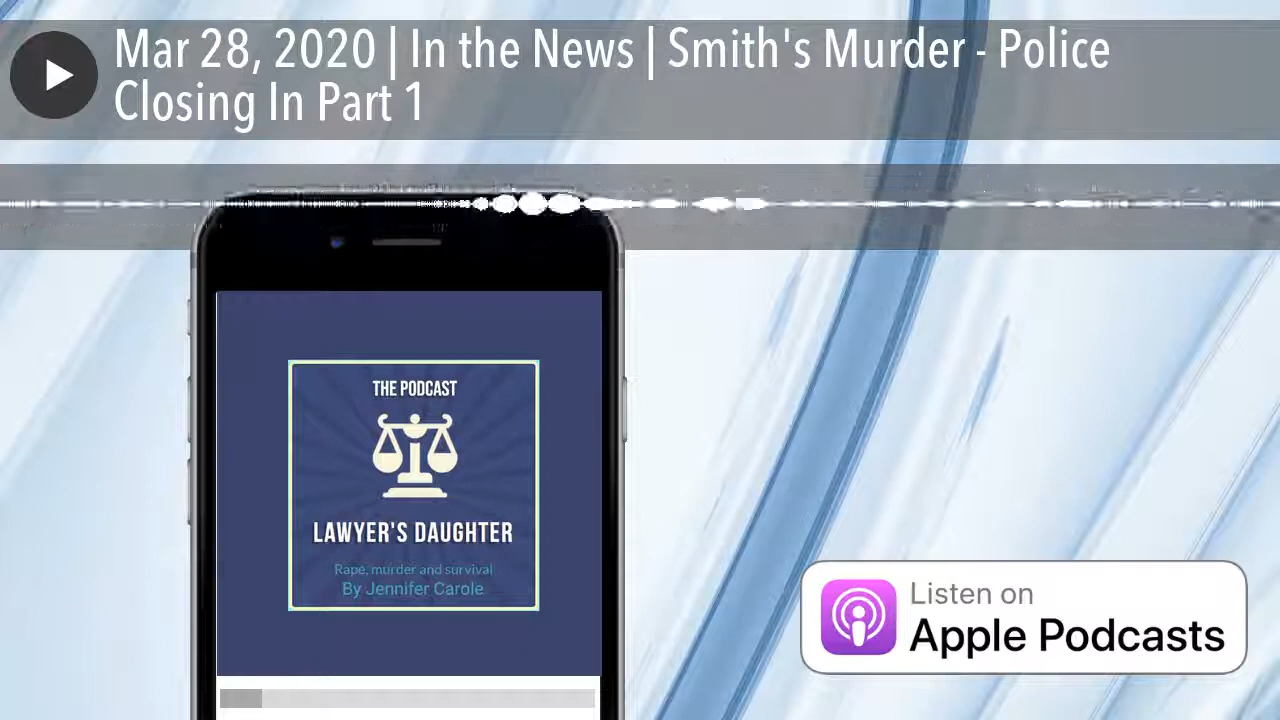 Mar 28, 2020 | In the News | Smith's Murder - Police
Closing In Part 1
THE PODCAST
LAWYER'S DAUGHTER
Rape, murder and survival
By Jennifer Carole
Listen on
Apple Podcasts